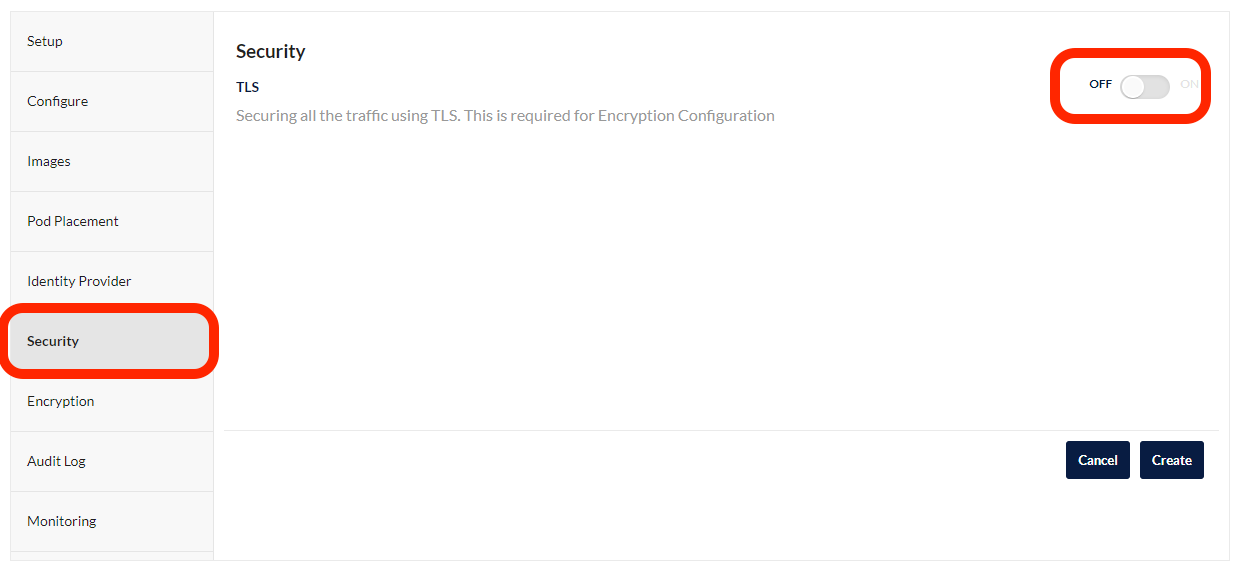 Setup
Configure
Images
Pod Placement
Identity Provider
Security
Encryption
Audit Log
Monitoring
Security
TLS
OFF ON
Securing all the traffic using TLS. This is required for Encryption Configuration
Cancel Create